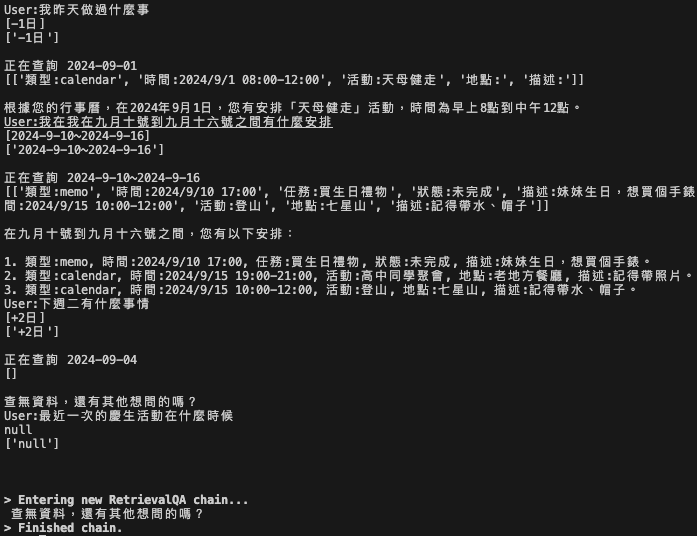 User:我昨天做過什麼事
[-1日]
['-1日']
正在查詢 2024-09-01
[['類型:calendar', '時間:2024/9/1 08:00-12:00', '活動:天母健走', '地點:', '描述:']]
根據您的行事曆，在2024年9月1日，您有安排「天母健走」活動，時間為早上8點到中午12點。
User:我在我在九月十號到九月十六號之間有什麼安排
[2024-9-10~2024-9-16]
['2024-9-10~2024-9-16']
正在查詢 2024-9-10~2024-9-16
[['類型:memo', '時間:2024/9/10 17:00', '任務:買生日禮物', '狀態:未完成', '描述:妹妹生日，想買個手錶
間:2024/9/15 10:00-12:00', '活動:登山', '地點:七星山', '描述:記得帶水、帽子']]
在九月十號到九月十六號之間，您有以下安排：
1. 類型:memo, 時間:2024/9/10 17:00, 任務:買生日禮物, 狀態:未完成, 描述:妹妹生日，想買個手錶。
2. 類型:calendar, 時間:2024/9/15 19:00-21:00, 活動:高中同學聚會, 地點:老地方餐廳, 描述:記得帶照片。
3. 類型:calendar, 時間:2024/9/15 10:00-12:00, 活動:登山, 地點:七星山, 描述:記得帶水、帽子。
User:下週二有什麼事情
[+2日]
['+2日']
正在查詢 2024-09-04
[]
查無資料，還有其他想問的嗎？
User:最近一次的慶生活動在什麼時候
null
['null']
> Entering new RetrievalQA chain...
查無資料，還有其他想問的嗎？
> Finished chain.